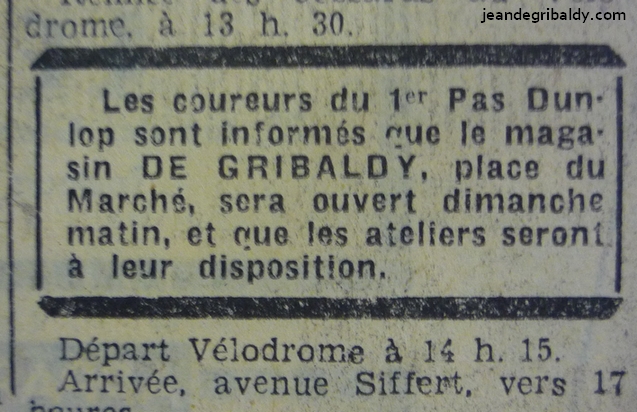 jeandegribaldy.com
drome, à 13 h. 30.
Les coureurs du 1er Pas Dun-
lop sont informés que le maga-
sin DE GRIBALDY, place du
Marché, sera ouvert dimanche
matin, et que les ateliers seront
à leur disposition.
Départ Vélodrome à 14 h. 15.
Arrivée, avenue Siffert, vers 17
heures.